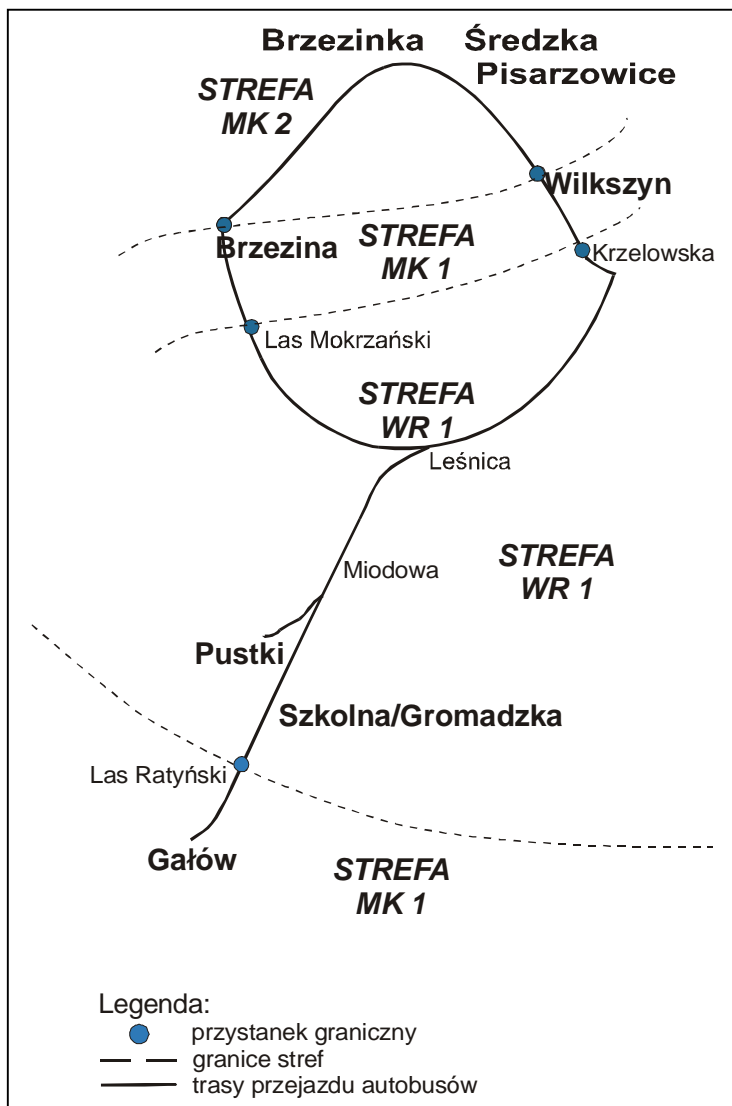 Brzezinka Średzka
Pisarzowice
STREFA
MK 2
Wilkszyn
Brzezina
STREFA
MK 1
Krzelowska
Las Mokrzański
STREFA
WR 1
Leśnica
STREFA
WR 1
Miodowa
Pustki
Szkolna/Gromadzka
Las Ratyński
Gałów
STREFA
MK 1
Legenda:
przystanek graniczny
granice stref
trasy przejazdu autobusów